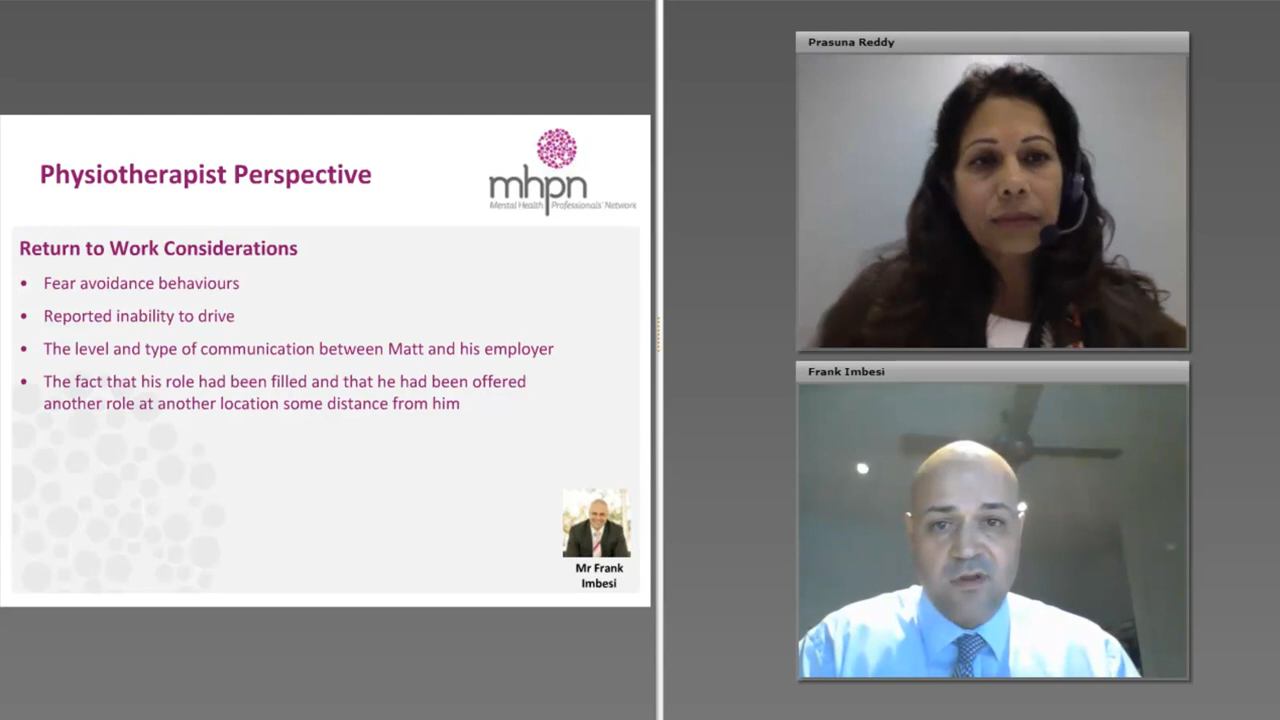 Physiotherapist Perspective
mhpn
Mental Health Professionals' Network
Return to Work Considerations
• Fear avoidance behaviours
• Reported inability to drive
• The level and type of communication between Matt and his employer
• The fact that his role had been filled and that he had been offered
another role at another location some distance from him
Mr Frank
Imbesi
Prasuna Reddy
Frank Imbesi